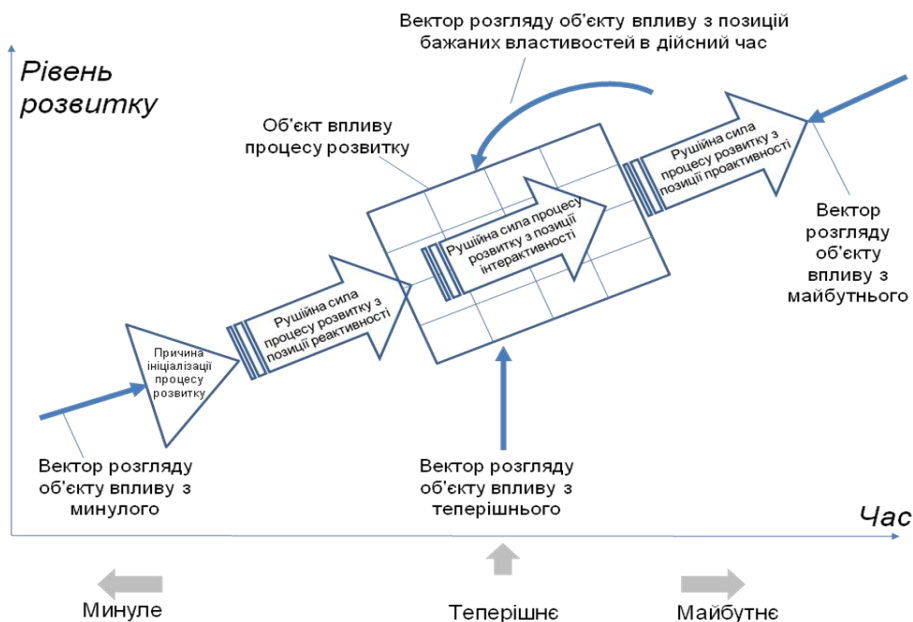 Вектор розгляду об'єкту впливу з позицій
бажаних властивостей в дійсний час
Рівень
розвитку
Об'єкт впливу
процесу розвитку
Рушійна сила
процесу розвитку з
позиції проактивності
Рушійна сила процесу
розвитку з позиції
інтерактивності
Вектор
розгляду
об'єкту
впливу з
майбутнього
Рушійна сила
процесу розвитку з
позиції реактивності
Причина
ініціалізації
процесу
розвитку
Вектор розгляду
об'єкту впливу з
минулого
Вектор розгляду
об'єкту впливу з
теперішнього
Час
Минуле
Теперішнє
Майбутнє